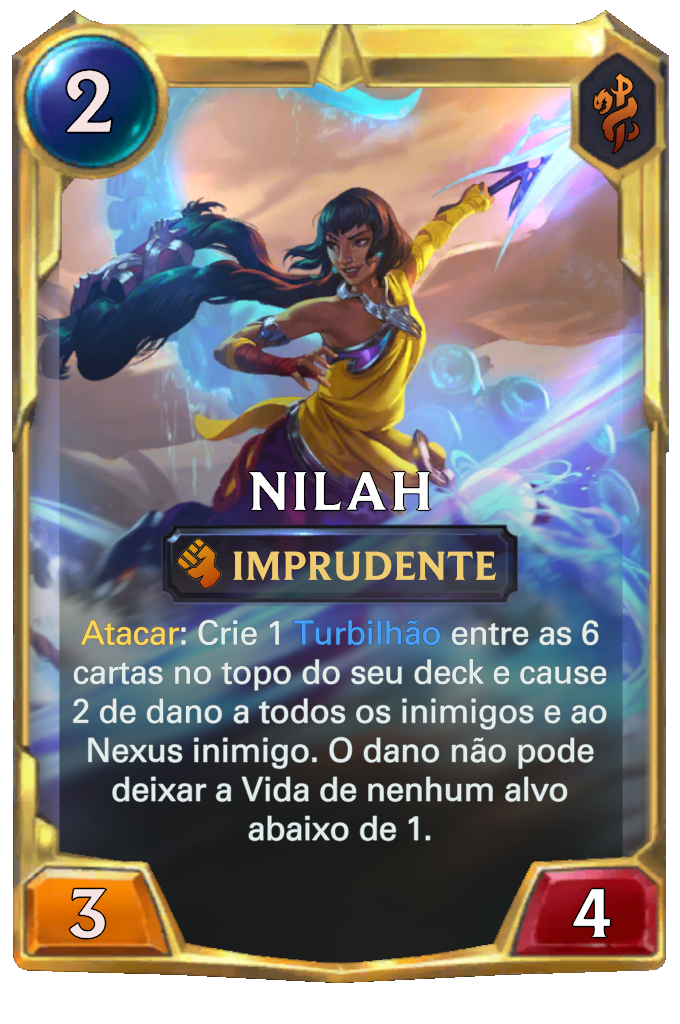 2
NILAH
IMPRUDENTE
Atacar: Crie 1 Turbilhão entre as 6
cartas no topo do seu deck e cause
2 de dano a todos os inimigos e ao
Nexus inimigo. O dano não pode
deixar a Vida de nenhum alvo
abaixo de 1.
3
4